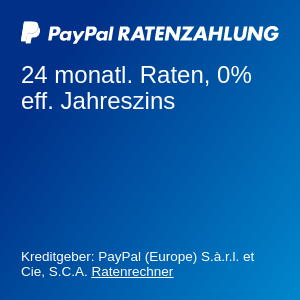 PayPal RATENZAHLUNG
24 monatl. Raten, 0%
eff. Jahreszins
Kreditgeber: PayPal (Europe) S.à.r.l. et
Cie, S.C.A. Ratenrechner